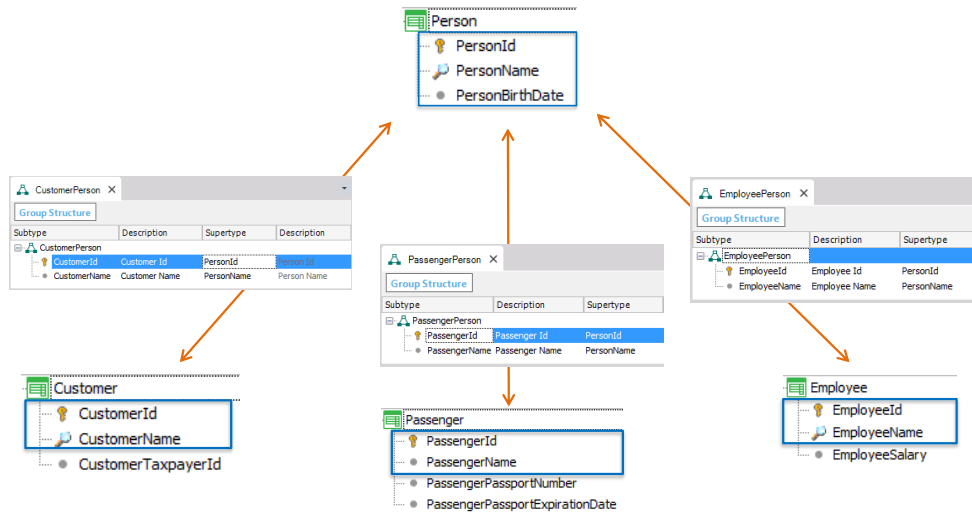 Person
PersonId
PersonName
PersonBirthDate
CustomerPerson
Group Structure
Subtype Description Supertype Description
CustomerPerson
CustomerId Customer Id PersonId Person Id
CustomerName Customer Name PersonName Person Name
PassengerPerson
Group Structure
Subtype Description Supertype
PassengerPerson
PassengerId Passenger Id PersonId
PassengerName Passenger Name PersonName
EmployeePerson
Group Structure
Subtype Description Supertype
EmployeePerson
EmployeeId Employee Id PersonId
EmployeeName Employee Name PersonName
Customer
CustomerId
CustomerName
CustomerTaxpayerId
Passenger
PassengerId
PassengerName
PassengerPassportNumber
PassengerPassportExpirationDate
Employee
EmployeeId
EmployeeName
EmployeeSalary